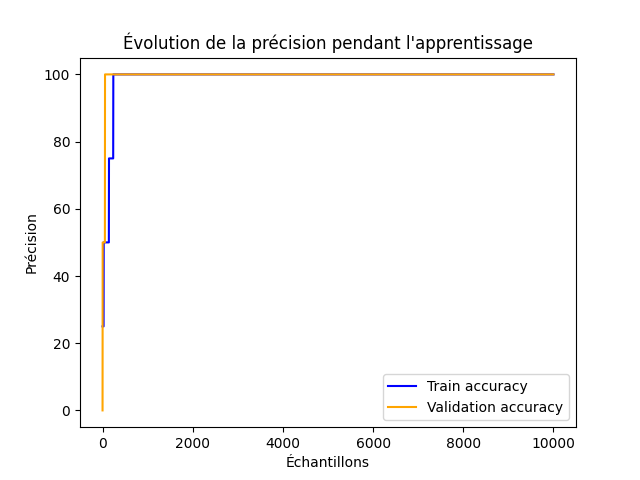 Évolution de la précision pendant l'apprentissage
100
80
60
40
20
0
Précision
0 2000 4000 6000 8000 10000
Échantillons
Train accuracy
Validation accuracy